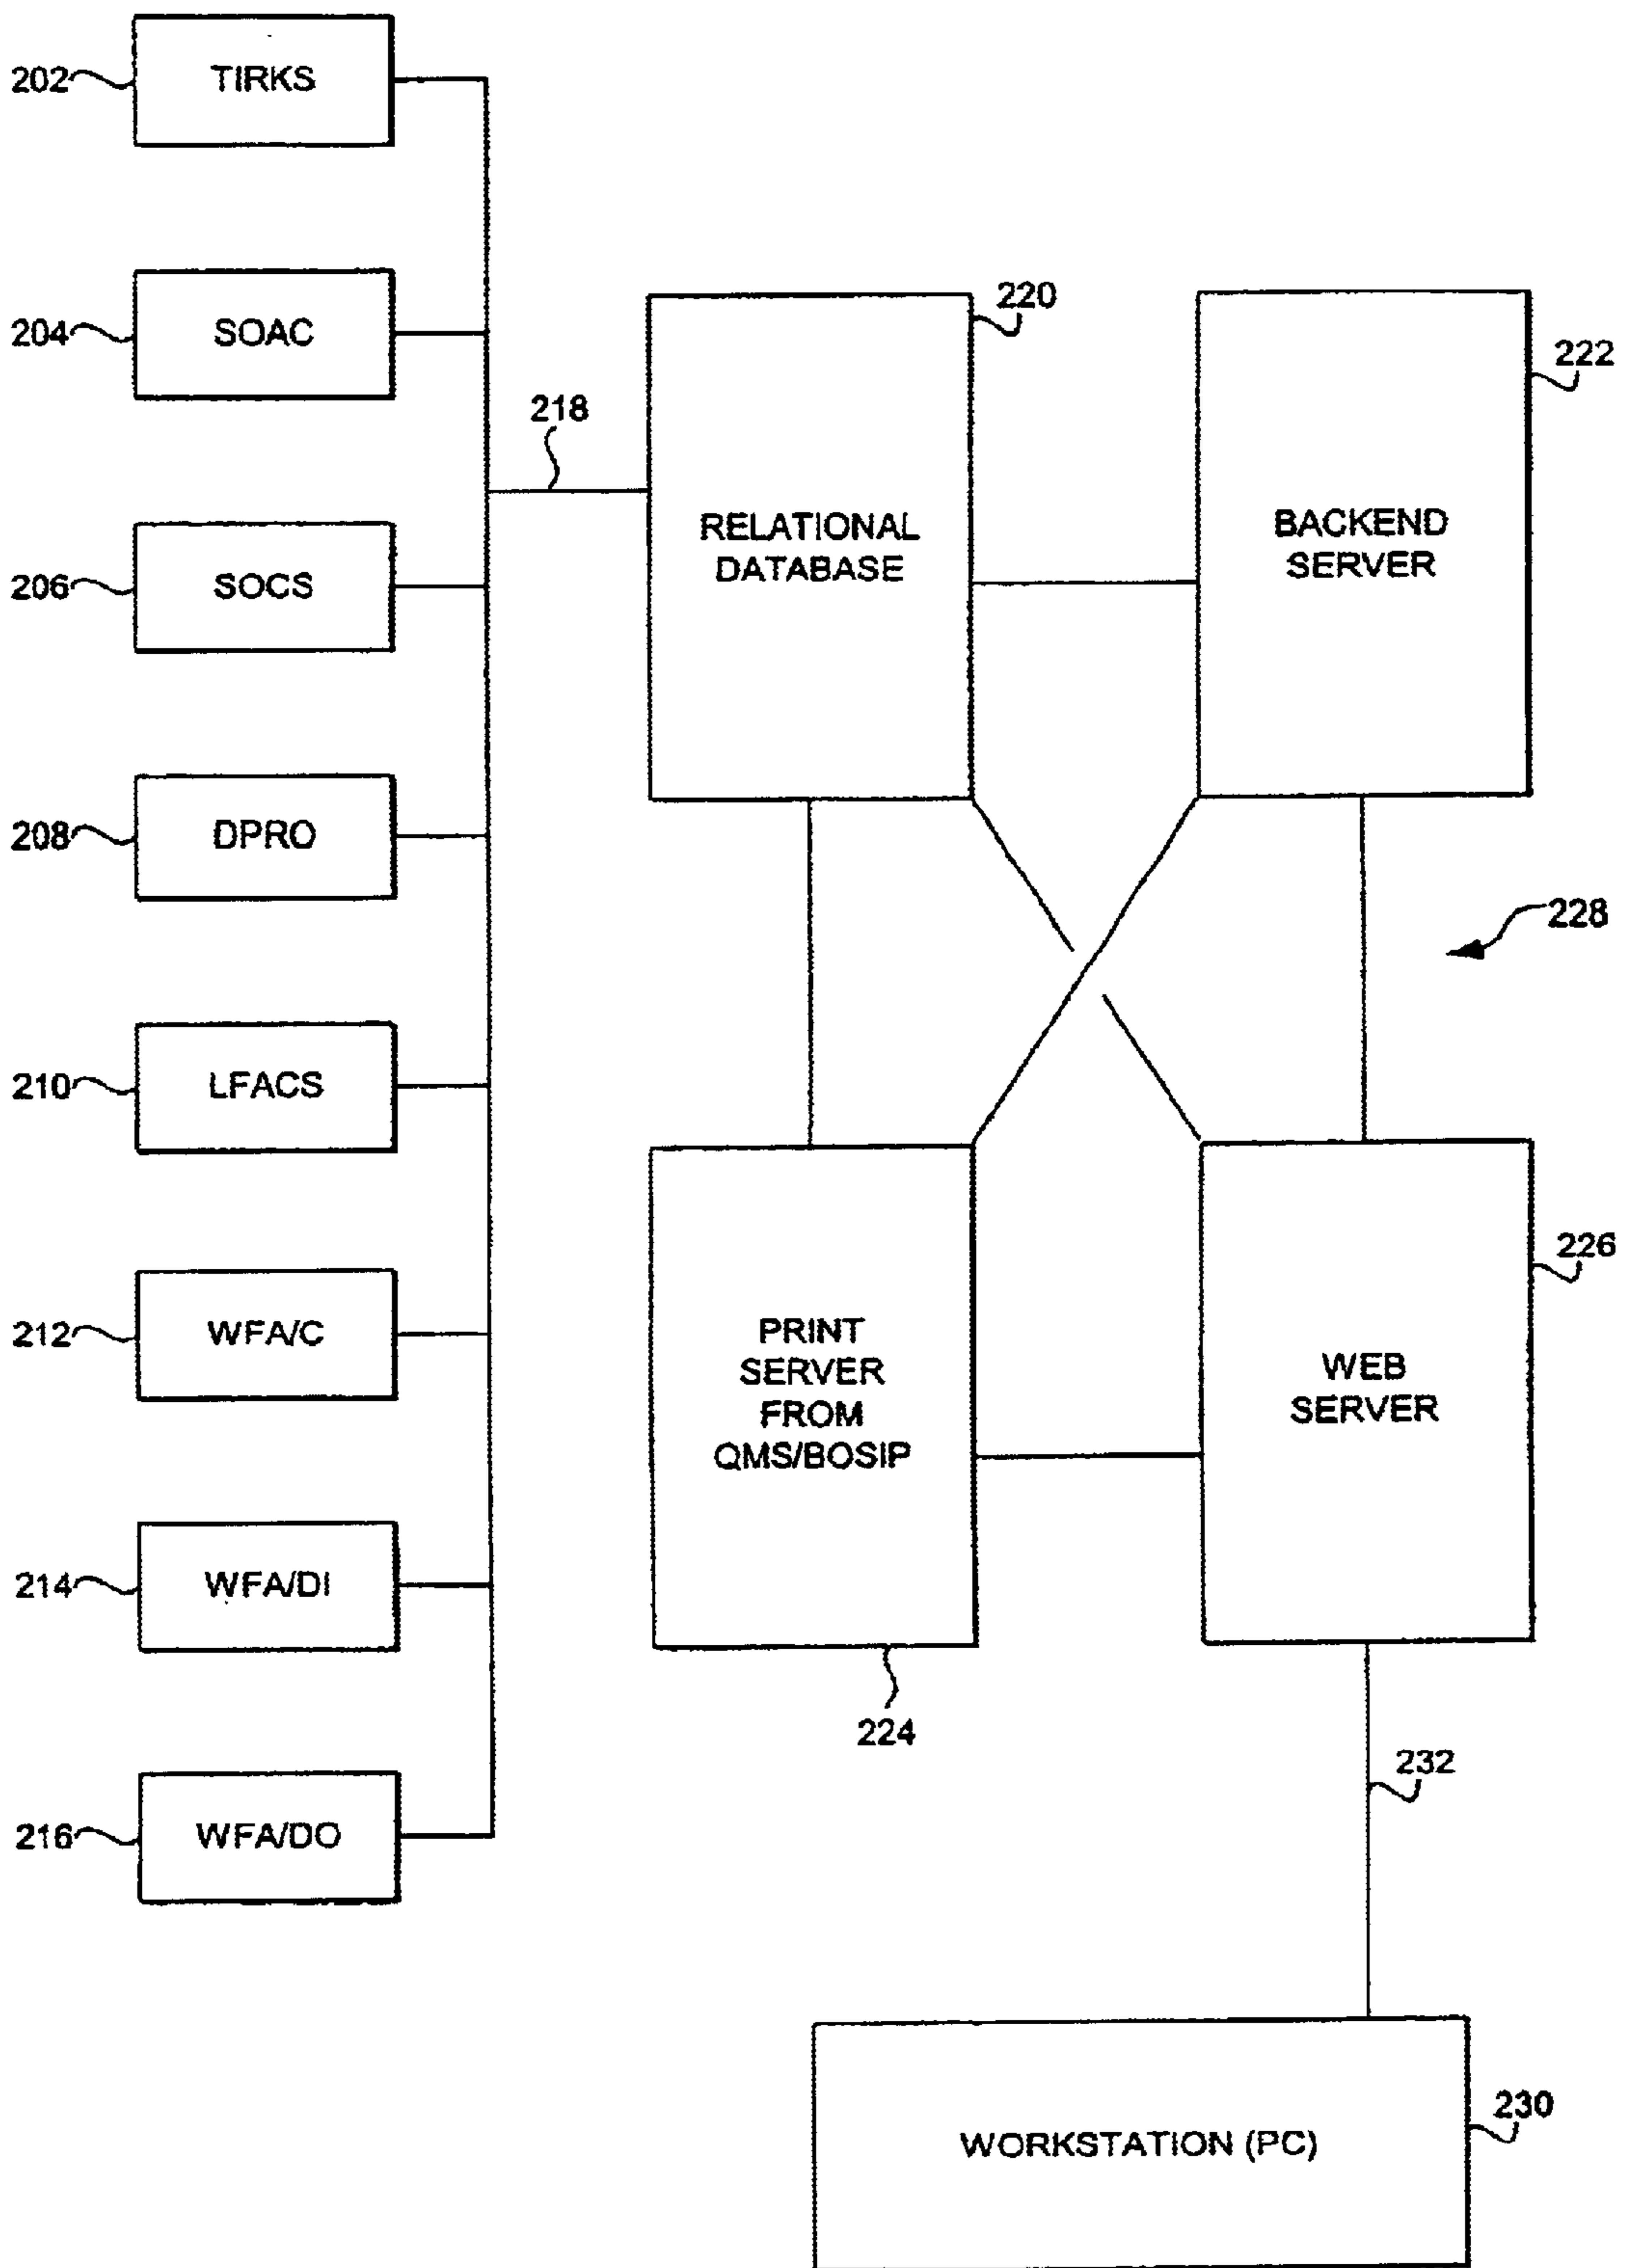 202
TIRKS
204
SOAC
206
SOCS
208
DPRO
210
LFACS
212
WFA/C
214
WFA/DI
216
WFA/DO
218
220
RELATIONAL
DATABASE
222
BACKEND
SERVER
228
PRINT
SERVER
FROM
QMS/BOSIP
224
226
WEB
SERVER
232
230
WORKSTATION (PC)